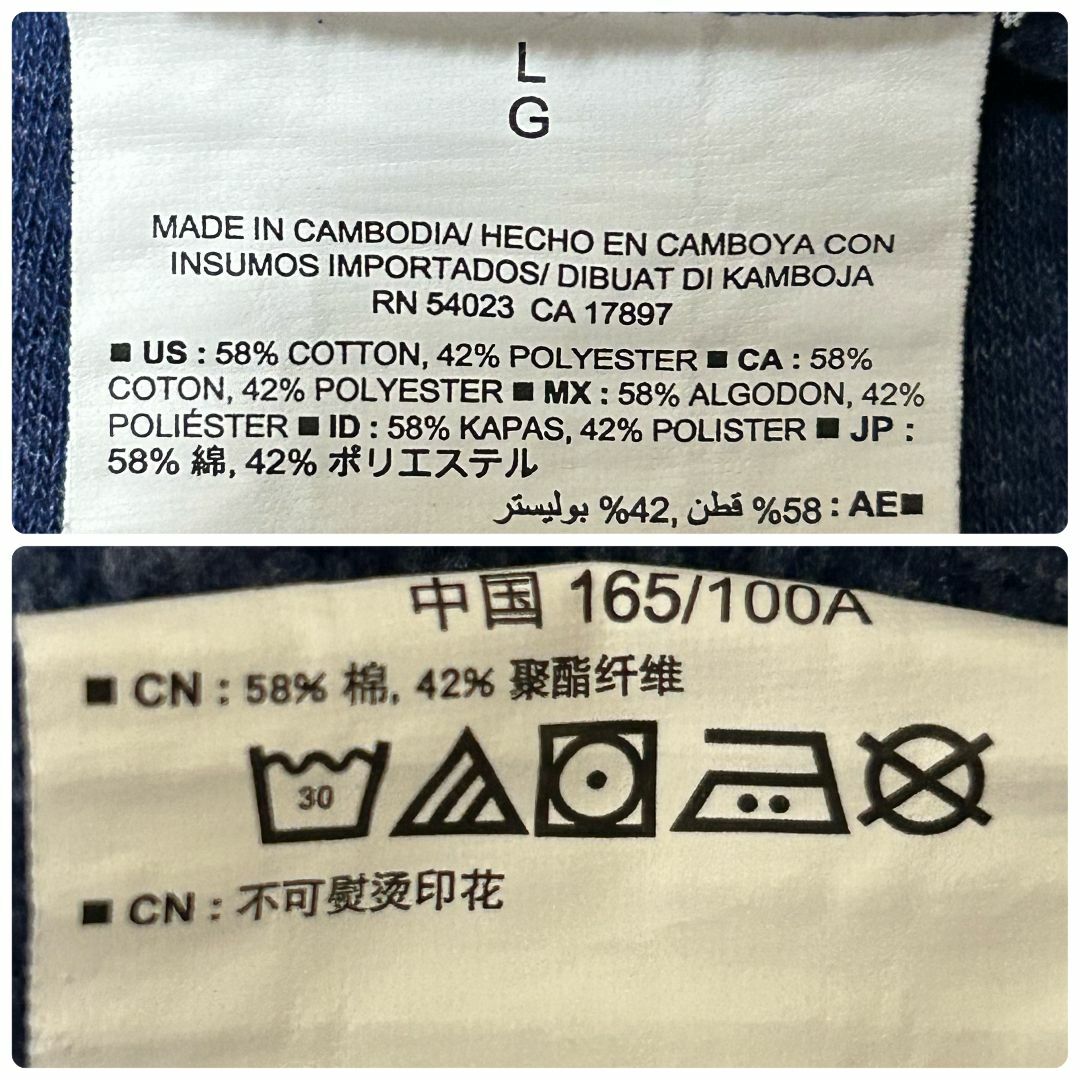 L
G
MADE IN CAMBODIA/ HECHO EN CAMBOYA CON
INSUMOS IMPORTADOS/ DIBUAT DI KAMBOJA
RN 54023 CA 17897
■ US : 58% COTTON, 42% POLYESTER ■ CA : 58%
COTON, 42% POLYESTER ■ MX : 58% ALGODON, 42%
POLIÉSTER ■ ID : 58% KAPAS, 42% POLISTER ■ JP :
58% 綿, 42% ポリエステル
■AE : 58% قطن, 42% بوليستر
中国 165/100A
■ CN : 58% 棉, 42% 聚酯纤维
30
■ CN : 不可熨烫印花